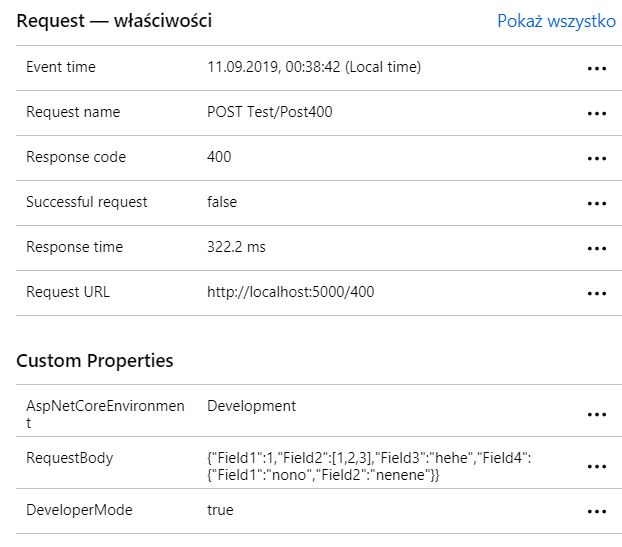 Request — właściwości Pokaż wszystko
Event time 11.09.2019, 00:38:42 (Local time) •••
Request name POST Test/Post400 •••
Response code 400 •••
Successful request false •••
Response time 322.2 ms •••
Request URL http://localhost:5000/400 •••
Custom Properties
AspNetCoreEnvironmen Development •••
t
RequestBody {"Field1":1,"Field2":[1,2,3],"Field3":"hehe","Field4": •••
{"Field1":"nono","Field2":"nenene"}}
DeveloperMode true •••